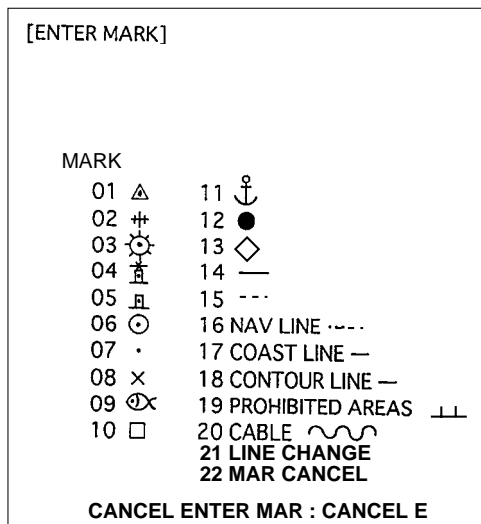 [ENTER MARK]
MARK
01
02
03
04
05
06
07
08
09
10
11
12
13
14
15
16 NAV LINE
17 COAST LINE
18 CONTOUR LINE
19 PROHIBITED AREAS
20 CABLE
21 LINE CHANGE
22 MAR CANCEL
CANCEL ENTER MAR : CANCEL E